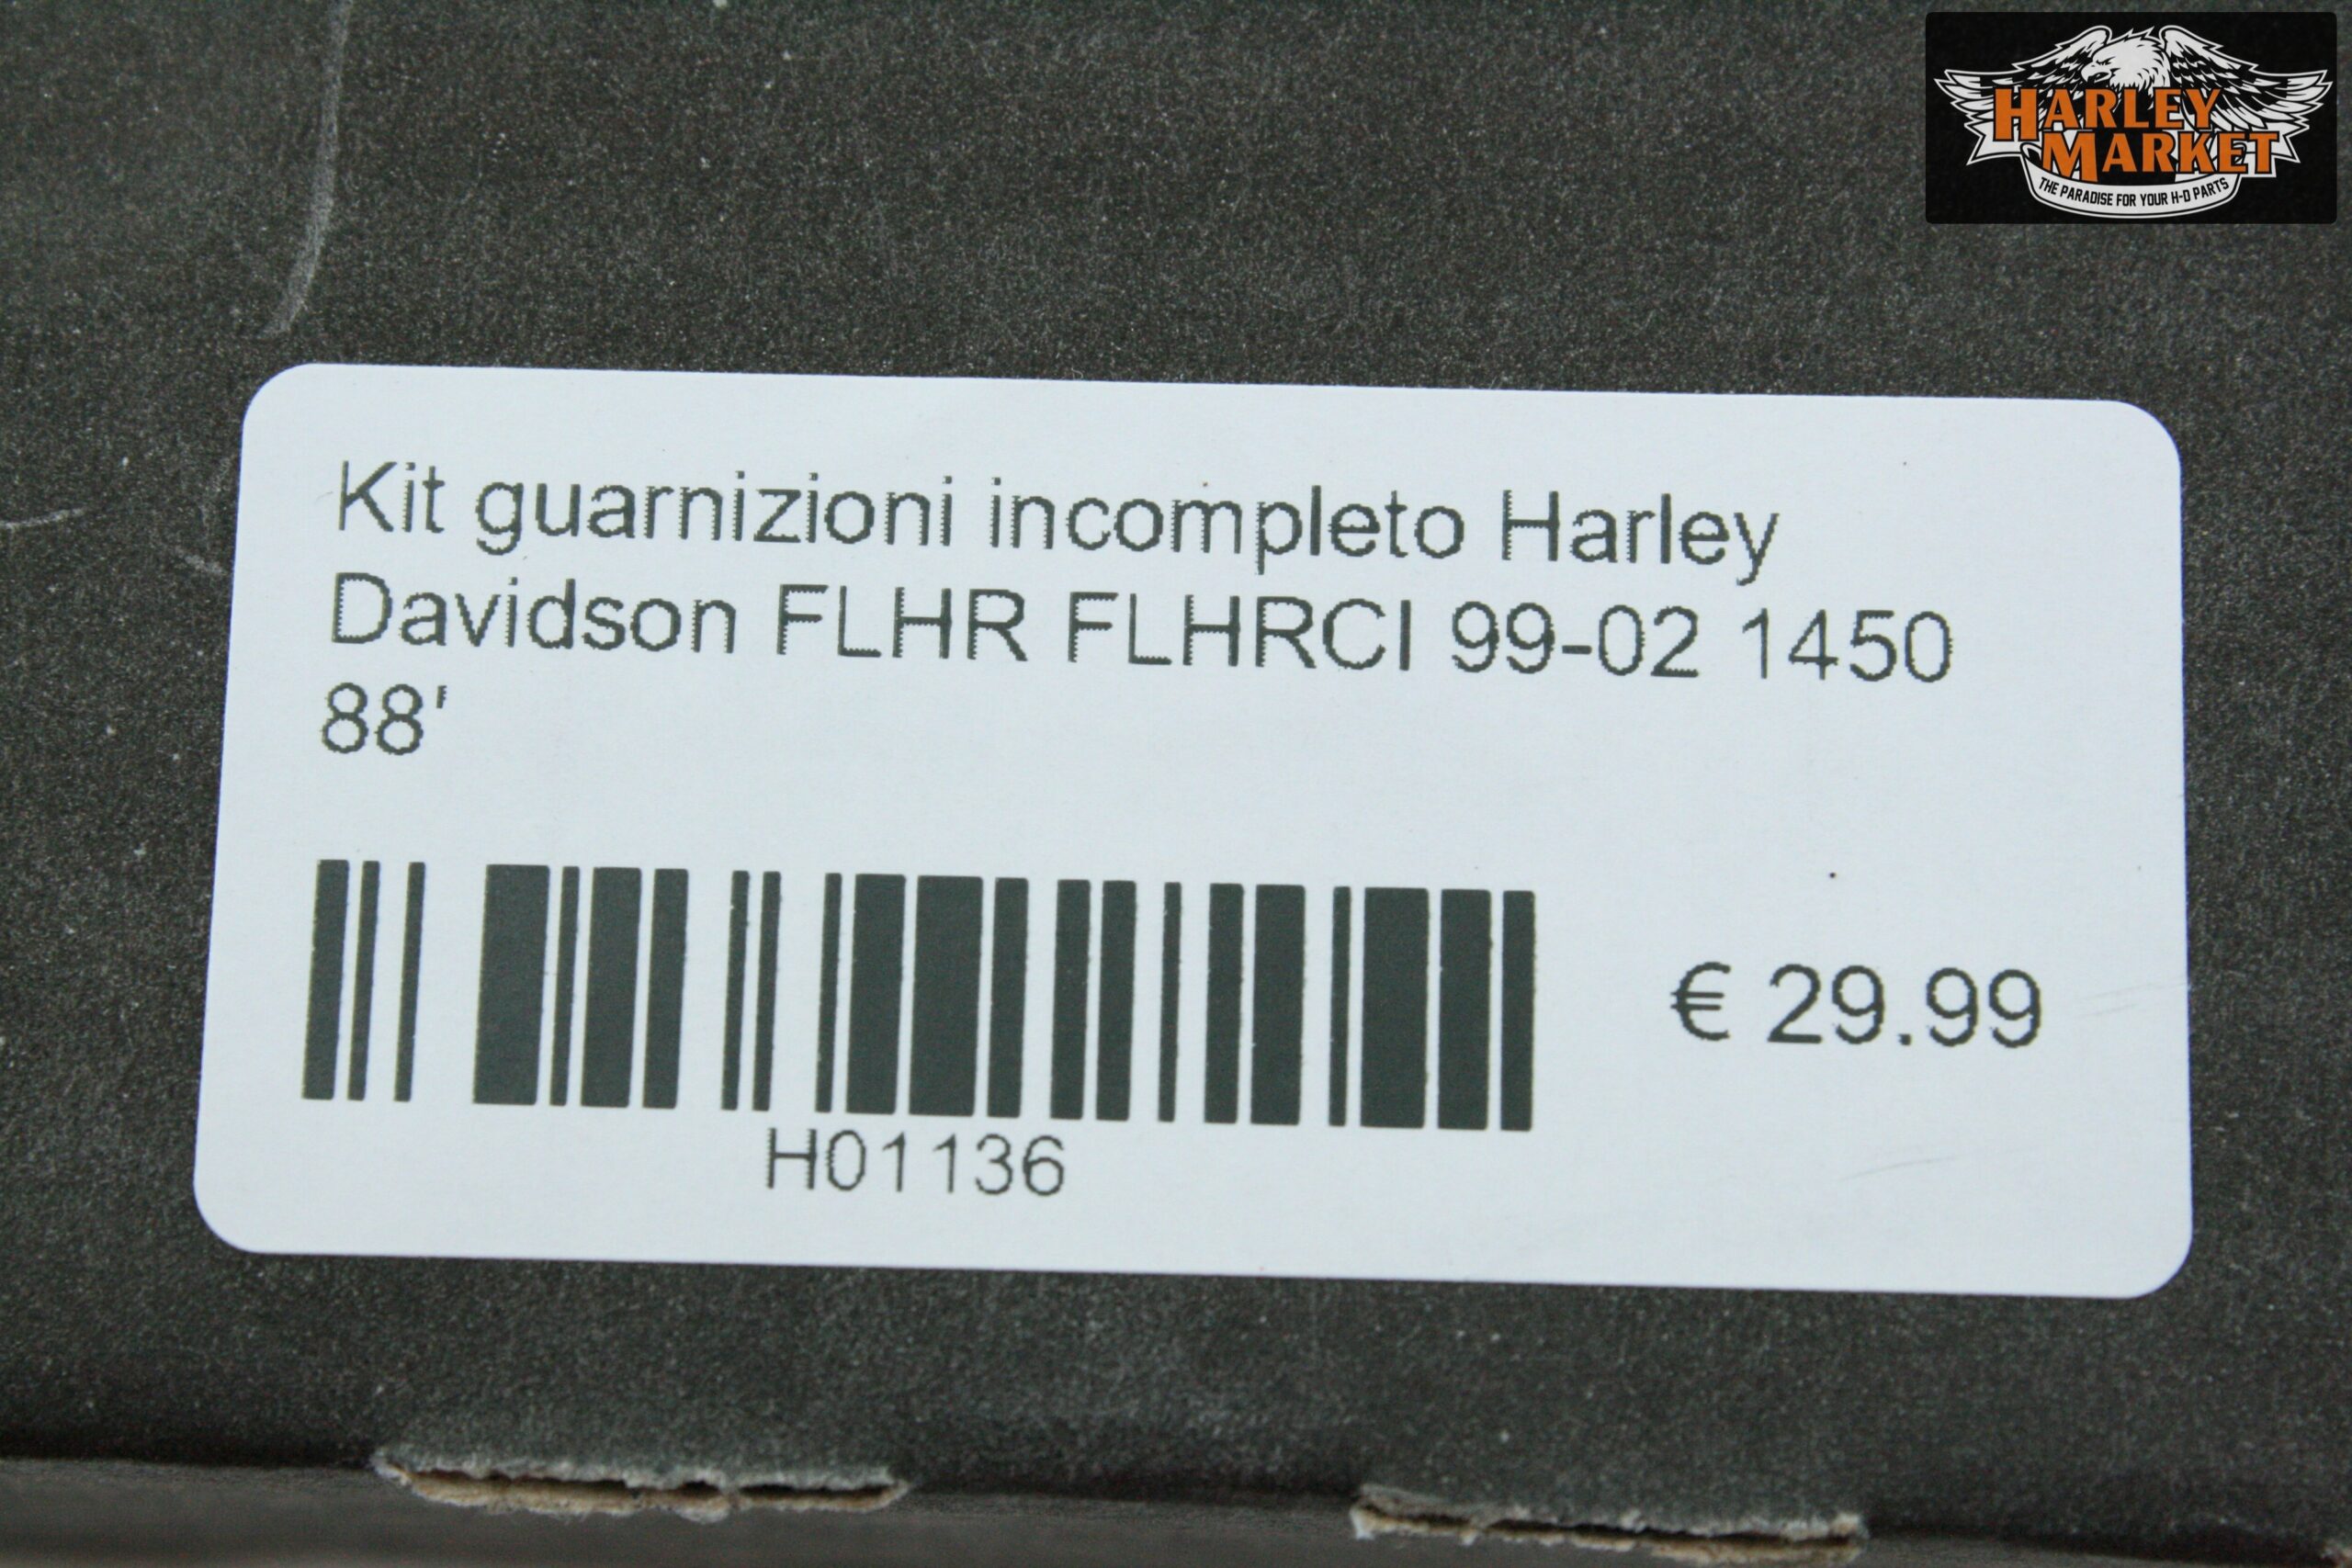 HARLEY
MARKET
THE PARADISE FOR YOUR H-D PARTS
Kit guarnizioni incompleto Harley
Davidson FLHR FLHRCI 99-02 1450
88'
€ 29.99
H01136